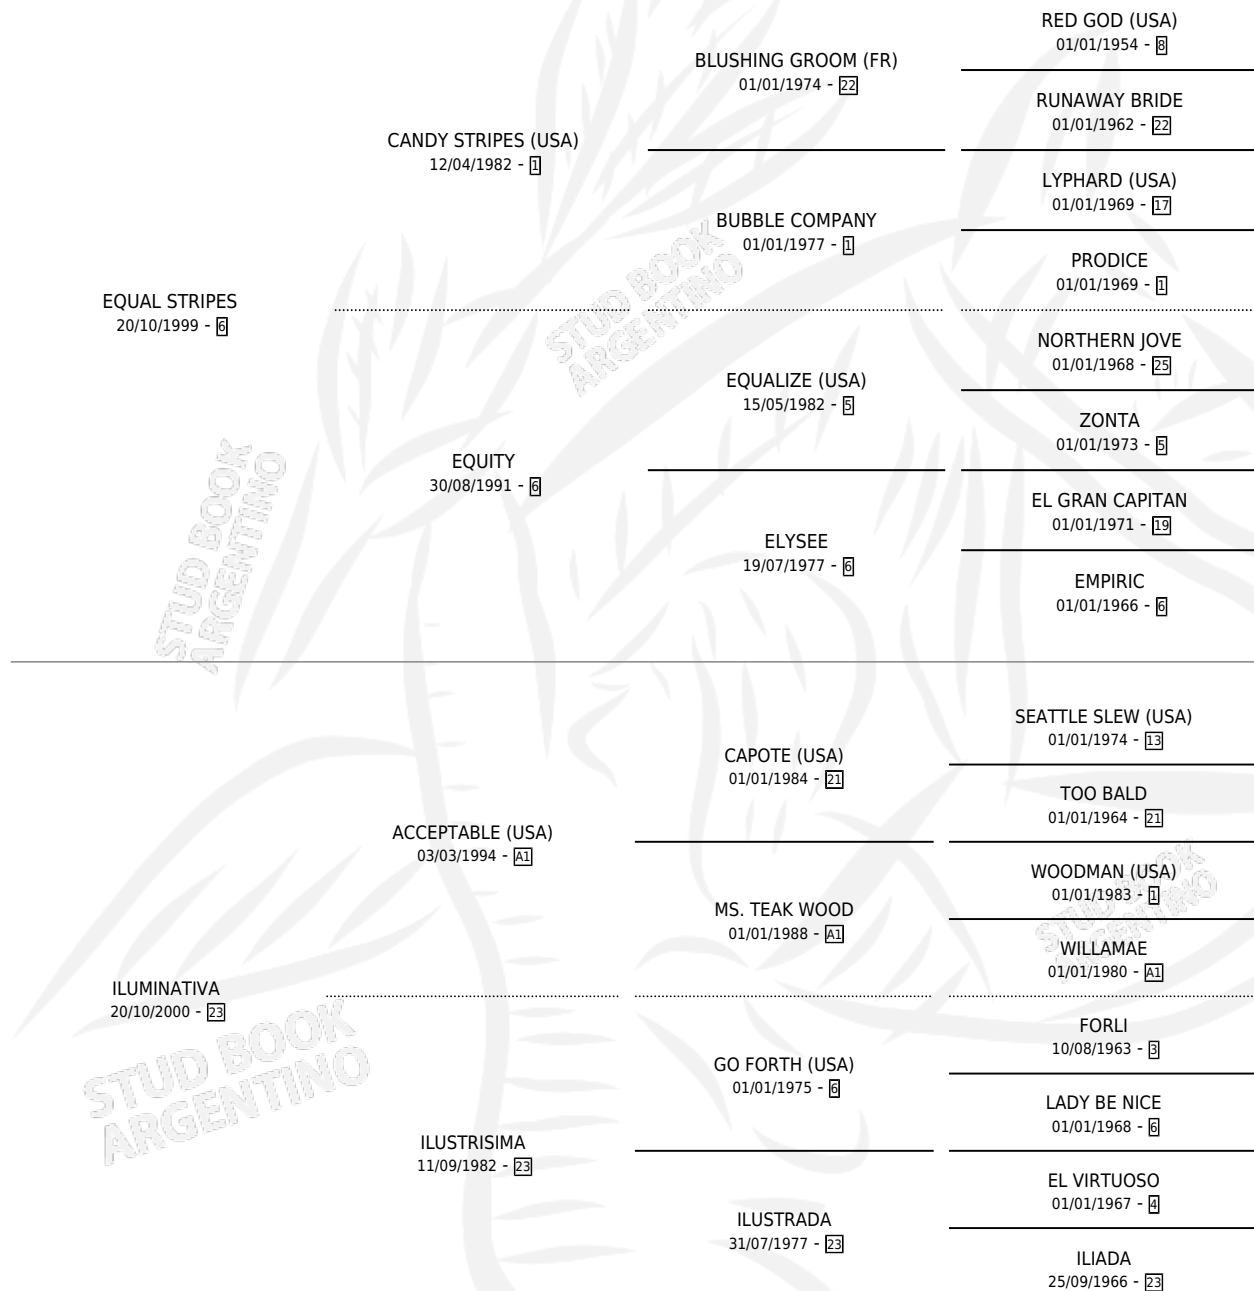 RED GOD (USA)
01/01/1954 - 8
BLUSHING GROOM (FR)
01/01/1974 - 22
RUNAWAY BRIDE
01/01/1962 - 22
CANDY STRIPES (USA)
12/04/1982 - 1
LYPHARD (USA)
01/01/1969 - 17
BUBBLE COMPANY
01/01/1977 - 1
PRODICE
01/01/1969 - 1
EQUAL STRIPES
20/10/1999 - 6
STUD BOOK
ARGENTINO
NORTHERN JOVE
01/01/1968 - 25
EQUALIZE (USA)
15/05/1982 - 5
ZONTA
01/01/1973 - 5
EQUITY
30/08/1991 - 6
EL GRAN CAPITAN
01/01/1971 - 19
ELYSEE
19/07/1977 - 6
EMPIRIC
01/01/1966 - 6
STUD BOOK
ARGENTINO
SEATTLE SLEW (USA)
01/01/1974 - 13
CAPOTE (USA)
01/01/1984 - 21
TOO BALD
01/01/1964 - 21
ACCEPTABLE (USA)
03/03/1994 - A1
WOODMAN (USA)
01/01/1983 - 1
MS. TEAK WOOD
01/01/1988 - A1
WILLAMAE
01/01/1980 - A1
STUD BOOK
ARGENTINO
ILUMINATIVA
20/10/2000 - 23
FORLI
10/08/1963 - 3
GO FORTH (USA)
01/01/1975 - 6
LADY BE NICE
01/01/1968 - 6
STUD BOOK
ARGENTINO
ILUSTRISIMA
11/09/1982 - 23
EL VIRTUOSO
01/01/1967 - 4
ILUSTRADA
31/07/1977 - 23
ILIADA
25/09/1966 - 23